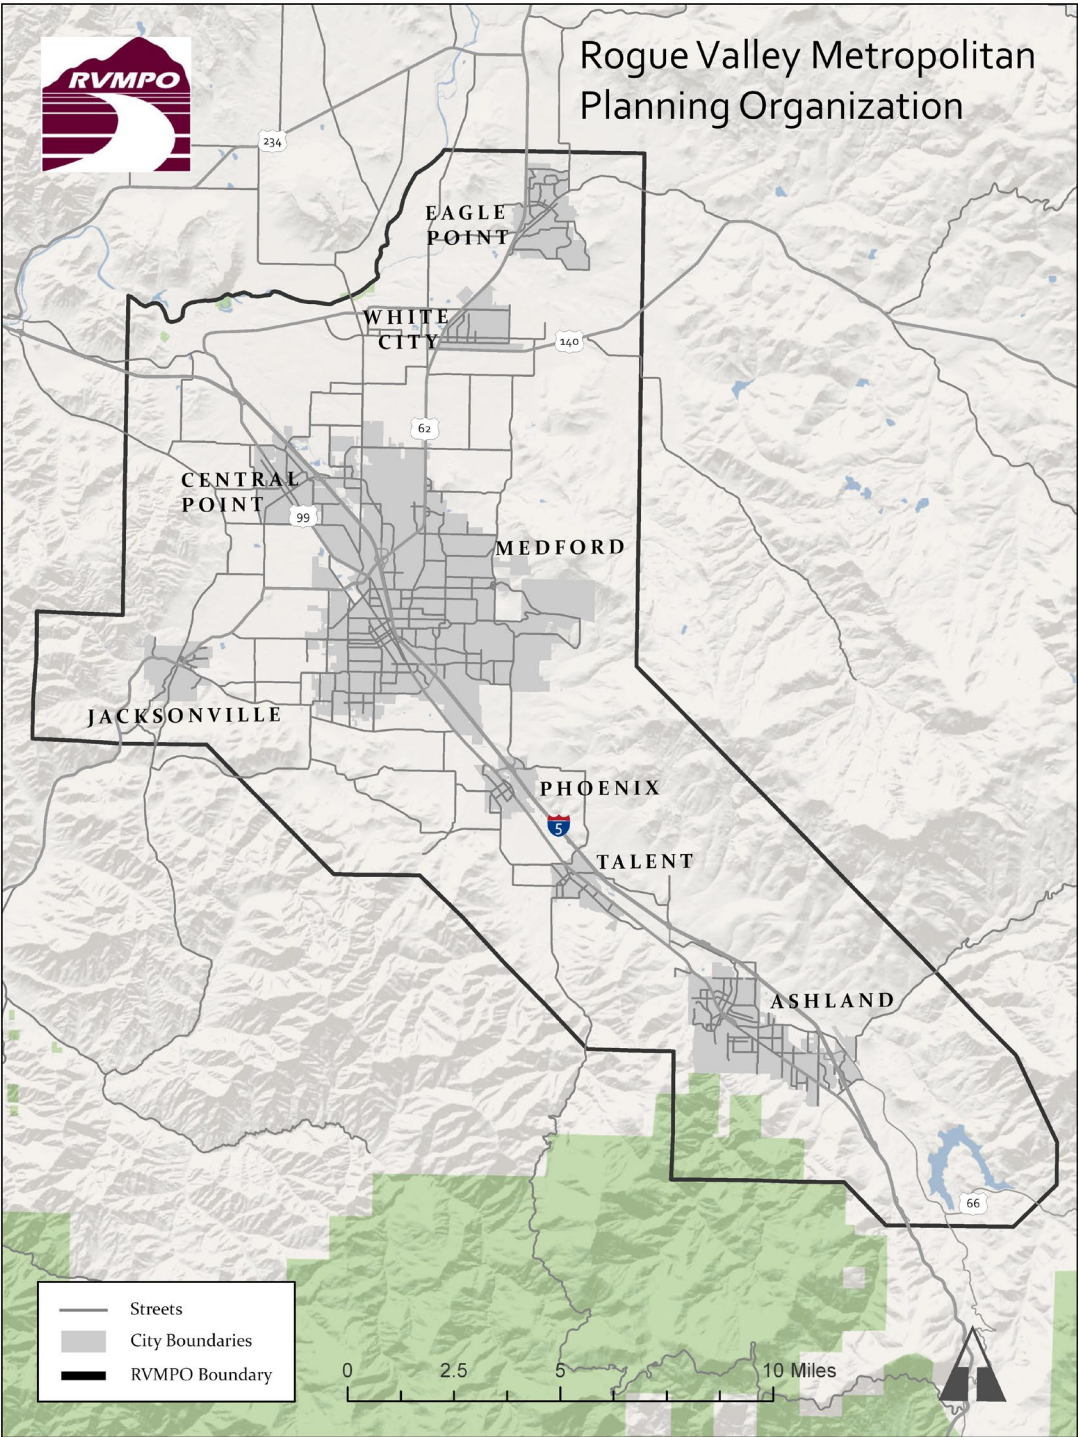 RVMPO
Rogue Valley Metropolitan
Planning Organization
234
EAGLE
POINT
WHITE
CITY
140
62
CENTRAL
POINT
99
MEDFORD
JACKSONVILLE
PHOENIX
5
TALENT
ASHLAND
66
Streets
City Boundaries
RVMPO Boundary
0 2.5 5 10 Miles